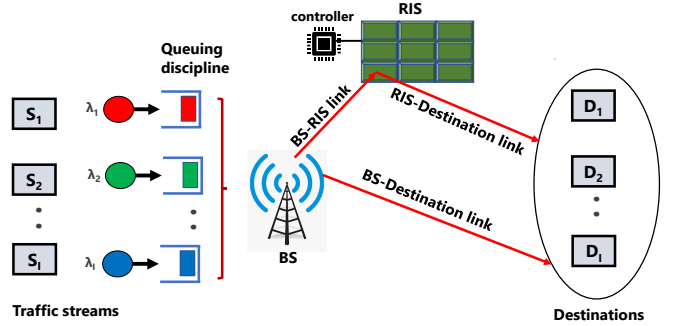 controller
RIS
Queuing
discipline
S1
λ1
BS-RIS link
RIS-Destination link
D1
S2
λ2
BS-Destination link
D2
SI
λI
BS
DI
Traffic streams
Destinations